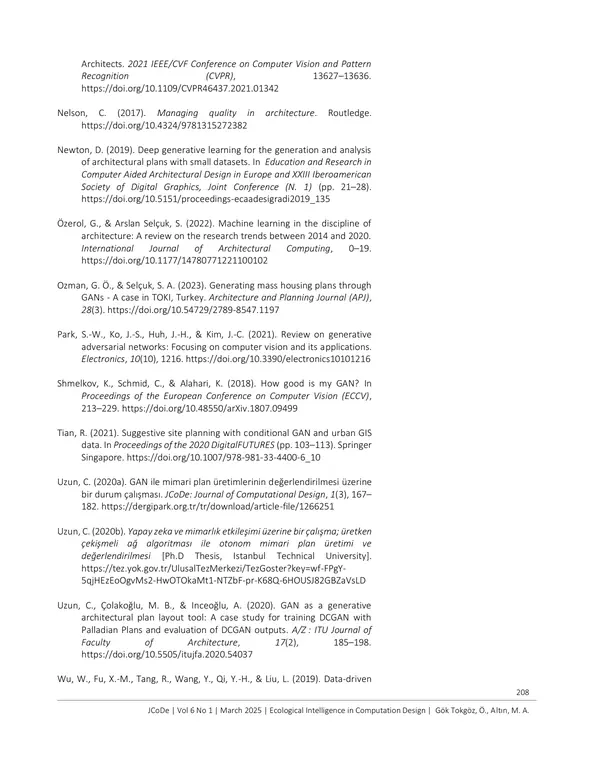 Architects. 2021 IEEE/CVF Conference on Computer Vision and Pattern
Recognition (CVPR), 13627–13636.
https://doi.org/10.1109/CVPR46437.2021.01342
Nelson, C. (2017). Managing quality in architecture. Routledge.
https://doi.org/10.4324/9781315272382
Newton, D. (2019). Deep generative learning for the generation and analysis
of architectural plans with small datasets. In Education and Research in
Computer Aided Architectural Design in Europe and XXIII Iberoamerican
Society of Digital Graphics, Joint Conference (N. 1) (pp. 21–28).
https://doi.org/10.5151/proceedings-ecaadesigradi2019_135
Özerol, G., & Arslan Selçuk, S. (2022). Machine learning in the discipline of
architecture: A review on the research trends between 2014 and 2020.
International Journal of Architectural Computing, 0–19.
https://doi.org/10.1177/14780771221100102
Ozman, G. Ö., & Selçuk, S. A. (2023). Generating mass housing plans through
GANs - A case in TOKI, Turkey. Architecture and Planning Journal (APJ),
28(3). https://doi.org/10.54729/2789-8547.1197
Park, S.-W., Ko, J.-S., Huh, J.-H., & Kim, J.-C. (2021). Review on generative
adversarial networks: Focusing on computer vision and its applications.
Electronics, 10(10), 1216. https://doi.org/10.3390/electronics10101216
Shmelkov, K., Schmid, C., & Alahari, K. (2018). How good is my GAN? In
Proceedings of the European Conference on Computer Vision (ECCV),
213–229. https://doi.org/10.48550/arXiv.1807.09499
Tian, R. (2021). Suggestive site planning with conditional GAN and urban GIS
data. In Proceedings of the 2020 DigitalFUTURES (pp. 103–113). Springer
Singapore. https://doi.org/10.1007/978-981-33-4400-6_10
Uzun, C. (2020a). GAN ile mimari plan üretimlerinin değerlendirilmesi üzerine
bir durum çalışması. JCoDe: Journal of Computational Design, 1(3), 167–
182. https://dergipark.org.tr/tr/download/article-file/1266251
Uzun, C. (2020b). Yapay zeka ve mimarlık etkileşimi üzerine bir çalışma; üretken
çekişmeli ağ algoritması ile otonom mimari plan üretimi ve
değerlendirilmesi [Ph.D Thesis, Istanbul Technical University].
https://tez.yok.gov.tr/UlusalTezMerkezi/TezGoster?key=wf-FPgY-
5qjHEzEoOgvMs2-HwOTOkaMt1-NTZbF-pr-K68Q-6HOUSJ82GBZaVsLD
Uzun, C., Çolakoğlu, M. B., & Inceoğlu, A. (2020). GAN as a generative
architectural plan layout tool: A case study for training DCGAN with
Palladian Plans and evaluation of DCGAN outputs. A/Z : ITU Journal of
Faculty of Architecture, 17(2), 185–198.
https://doi.org/10.5505/itujfa.2020.54037
Wu, W., Fu, X.-M., Tang, R., Wang, Y., Qi, Y.-H., & Liu, L. (2019). Data-driven
208
JCoDe | Vol 6 No 1 | March 2025 | Ecological Intelligence in Computation Design | Gök Tokgöz, Ö., Altın, M. A.